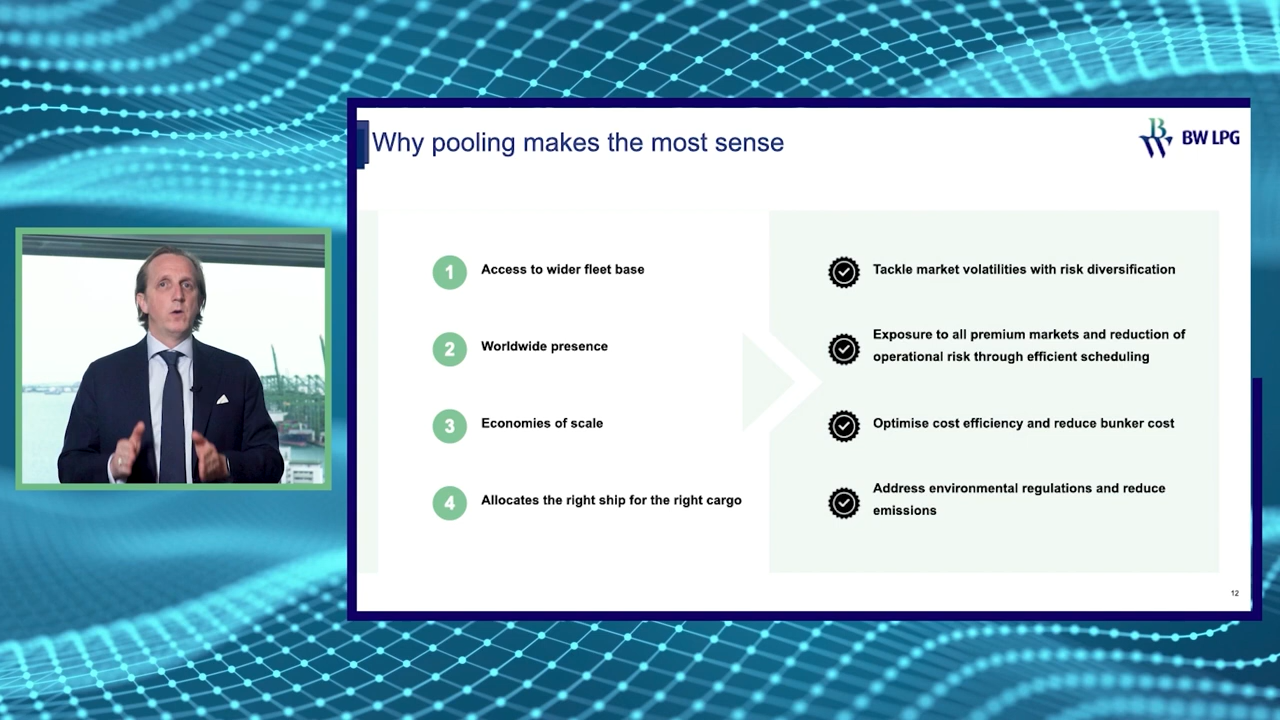 Why pooling makes the most sense
BW LPG
1 Access to wider fleet base
2 Worldwide presence
3 Economies of scale
4 Allocates the right ship for the right cargo
Tackle market volatilities with risk diversification
Exposure to all premium markets and reduction of
operational risk through efficient scheduling
Optimise cost efficiency and reduce bunker cost
Address environmental regulations and reduce
emissions
12